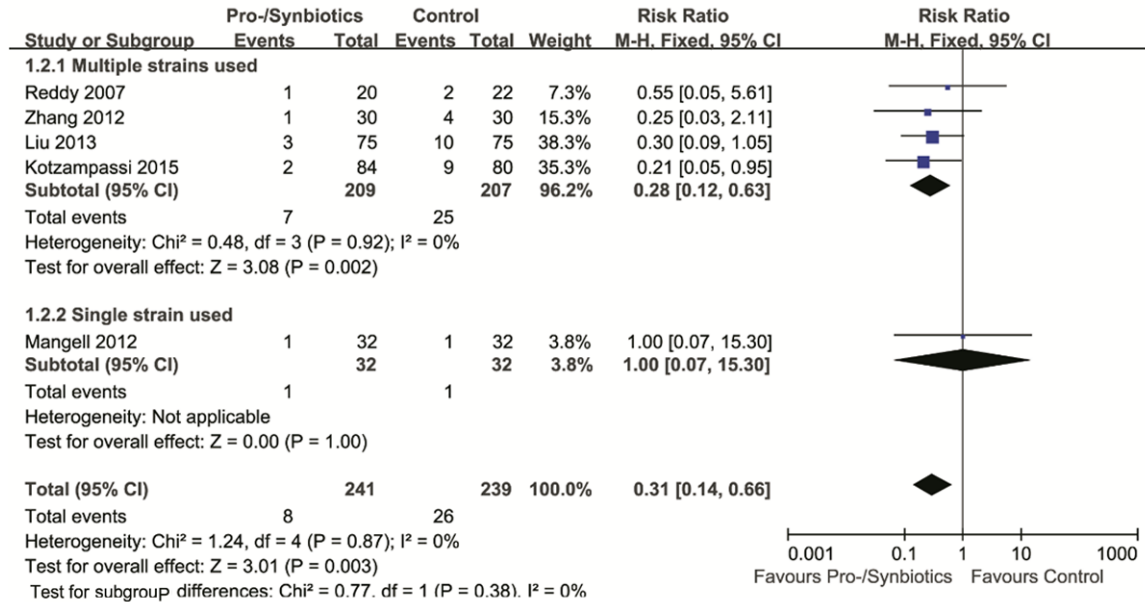 Pro-/Synbiotics Control Risk Ratio Risk Ratio
Study or Subgroup Events Total Events Total Weight M-H, Fixed, 95% CI M-H, Fixed, 95% CI
1.2.1 Multiple strains used
Reddy 2007 1 20 2 22 7.3% 0.55 [0.05, 5.61]
Zhang 2012 1 30 4 30 15.3% 0.25 [0.03, 2.11]
Liu 2013 3 75 10 75 38.3% 0.30 [0.09, 1.05]
Kotzampassi 2015 2 84 9 80 35.3% 0.21 [0.05, 0.95]
Subtotal (95% CI) 209 207 96.2% 0.28 [0.12, 0.63]
Total events 7 25
Heterogeneity: Chi² = 0.48, df = 3 (P = 0.92); I² = 0%
Test for overall effect: Z = 3.08 (P = 0.002)
1.2.2 Single strain used
Mangell 2012 1 32 1 32 3.8% 1.00 [0.07, 15.30]
Subtotal (95% CI) 32 32 3.8% 1.00 [0.07, 15.30]
Total events 1 1
Heterogeneity: Not applicable
Test for overall effect: Z = 0.00 (P = 1.00)
Total (95% CI) 241 239 100.0% 0.31 [0.14, 0.66]
Total events 8 26
Heterogeneity: Chi² = 1.24, df = 4 (P = 0.87); I² = 0%
Test for overall effect: Z = 3.01 (P = 0.003)
Test for subgroup differences: Chi² = 0.77, df = 1 (P = 0.38), I² = 0%
0.001 0.1 1 10 1000
Favours Pro-/Synbiotics Favours Control